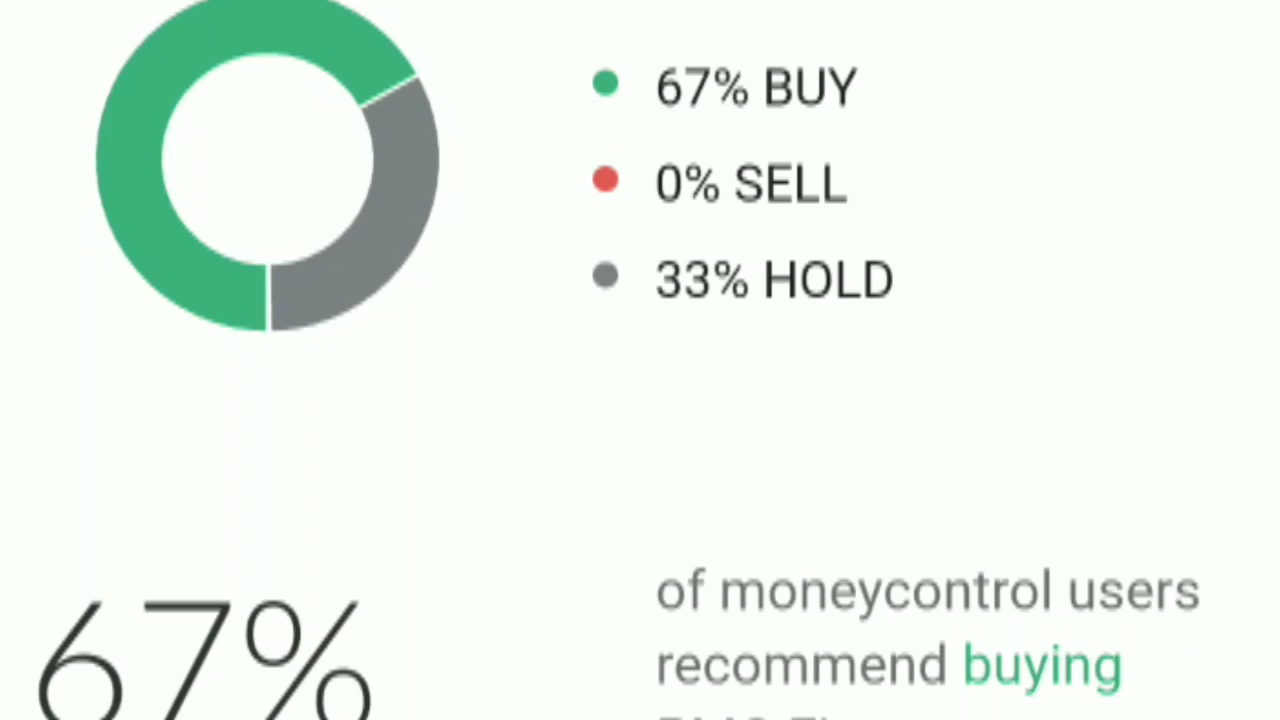 67% BUY
0% SELL
33% HOLD
67%
of moneycontrol users
recommend buying